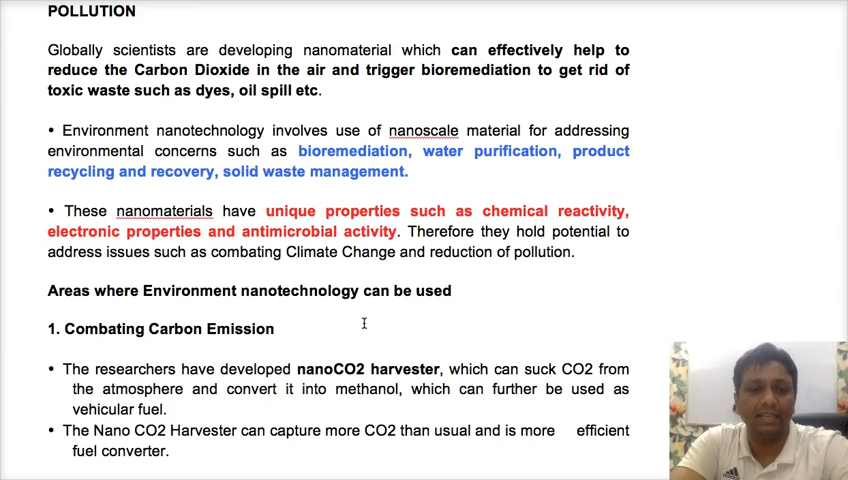 POLLUTION
Globally scientists are developing nanomaterial which can effectively help to
reduce the Carbon Dioxide in the air and trigger bioremediation to get rid of
toxic waste such as dyes, oil spill etc.
• Environment nanotechnology involves use of nanoscale material for addressing
environmental concerns such as bioremediation, water purification, product
recycling and recovery, solid waste management.
• These nanomaterials have unique properties such as chemical reactivity,
electronic properties and antimicrobial activity. Therefore they hold potential to
address issues such as combating Climate Change and reduction of pollution.
Areas where Environment nanotechnology can be used
1. Combating Carbon Emission
• The researchers have developed nanoCO2 harvester, which can suck CO2 from
the atmosphere and convert it into methanol, which can further be used as
vehicular fuel.
• The Nano CO2 Harvester can capture more CO2 than usual and is more efficient
fuel converter.